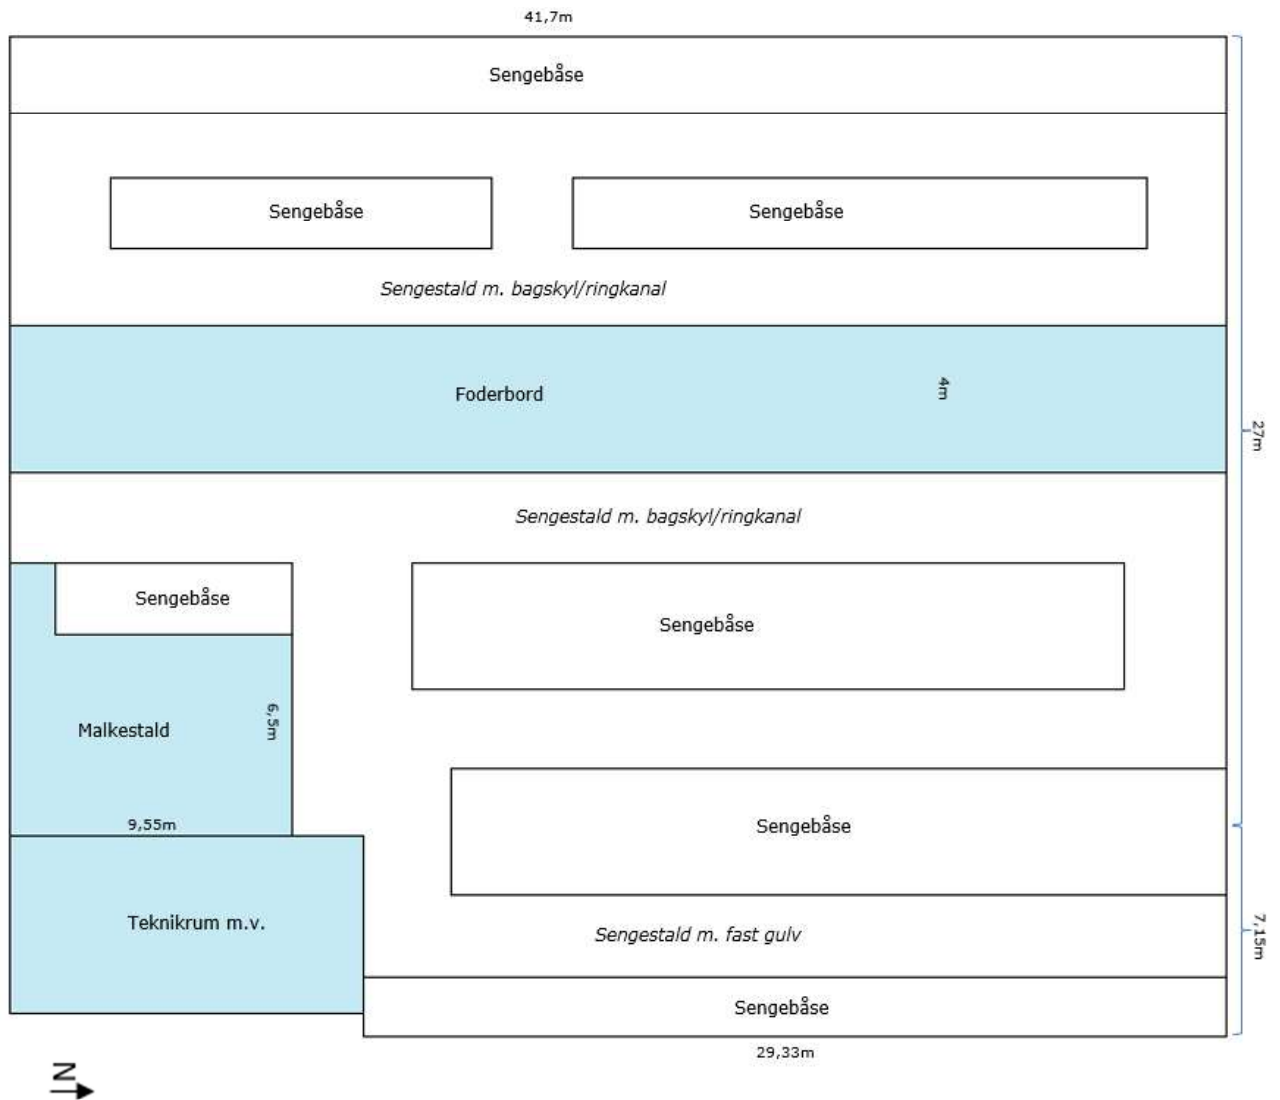 41,7m
Sengebåse
Sengebåse
Sengebåse
Sengestald m. bagskyl/ringkanal
Foderbord
4m
27m
Sengestald m. bagskyl/ringkanal
Sengebåse
Sengebåse
Malkestald
6,5m
9,55m
Sengebåse
Teknikrum m.v.
Sengestald m. fast gulv
7,15m
Sengebåse
29,33m
N